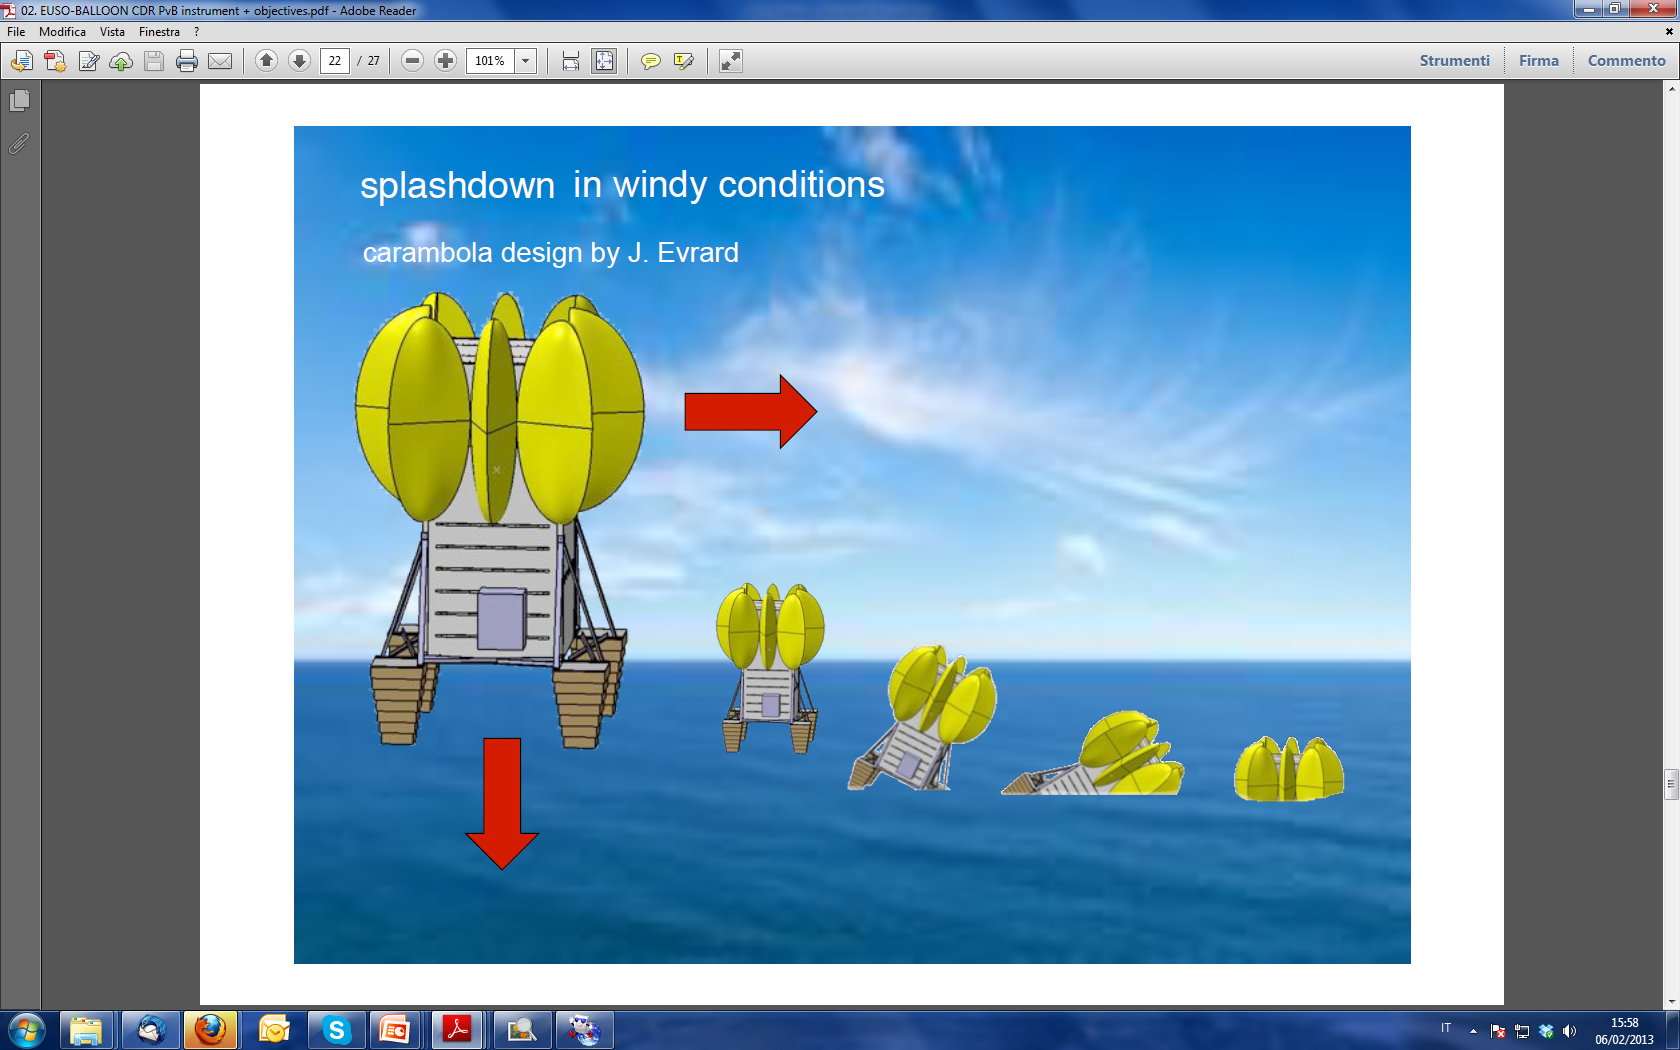 02. EUSO-BALLOON CDR PvB instrument + objectives.pdf - Adobe Reader
File Modifica Vista Finestra ?
22 / 27 101% Strumenti Firma Commento
splashdown in windy conditions
carambola design by J. Evrard
IT 15:58
06/02/2013